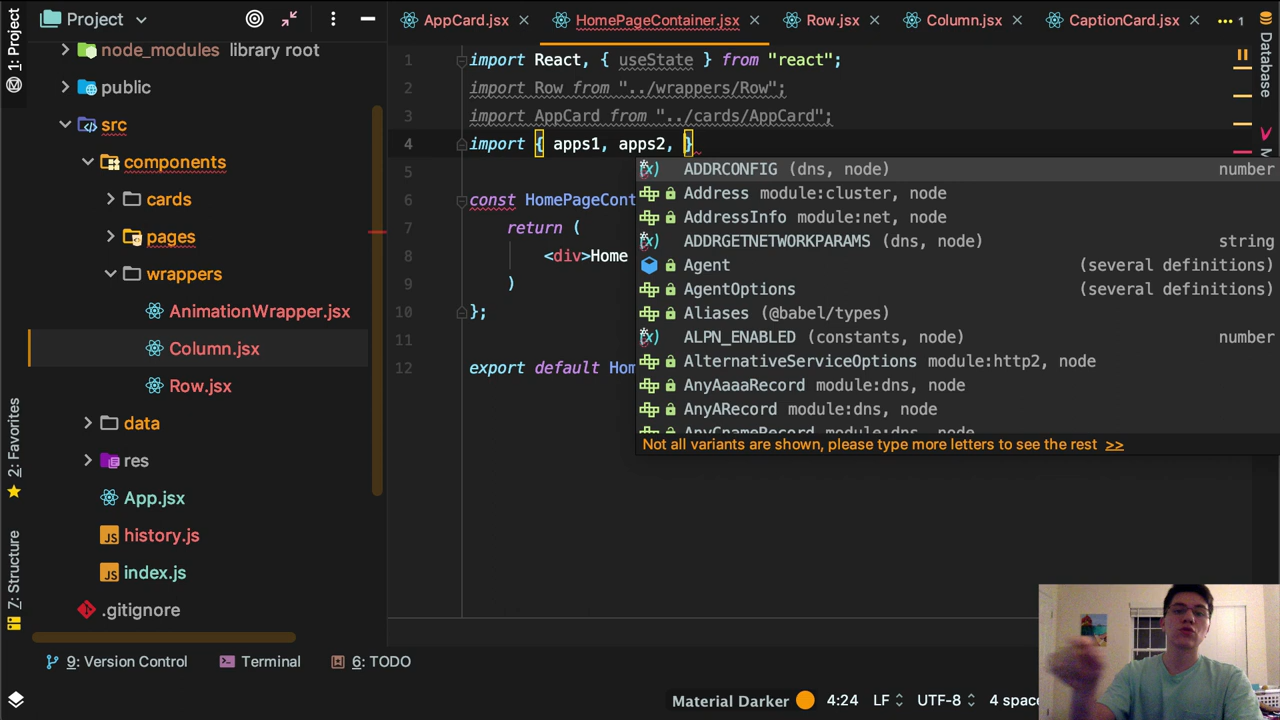 Project
AppCard.jsx
HomePageContainer.jsx
Row.jsx
Column.jsx
CaptionCard.jsx
1
1: Project
2: Favorites
7: Structure
Database
node_modules library root
public
src
components
cards
pages
wrappers
AnimationWrapper.jsx
Column.jsx
Row.jsx
data
res
App.jsx
history.js
index.js
.gitignore
1 import React, { useState } from "react";
2 import Row from "../wrappers/Row";
3 import AppCard from "../cards/AppCard";
4 import { apps1, apps2, }
5
6 const HomePageCont
7 return (
8 <div>Home
9 )
10 };
11
12 export default Hom
ADDRCONFIG (dns, node) number
Address module:cluster, node
AddressInfo module:net, node
ADDRGETNETWORKPARAMS (dns, node) string
Agent (several definitions)
AgentOptions (several definitions)
Aliases (@babel/types)
ALPN_ENABLED (constants, node) number
AlternativeServiceOptions module:http2, node
AnyAaaaRecord module:dns, node
AnyARecord module:dns, node
AnyCnameRecord module:dns, node
Not all variants are shown, please type more letters to see the rest >>
9: Version Control
Terminal
6: TODO
Material Darker
4:24
LF
UTF-8
4 spac